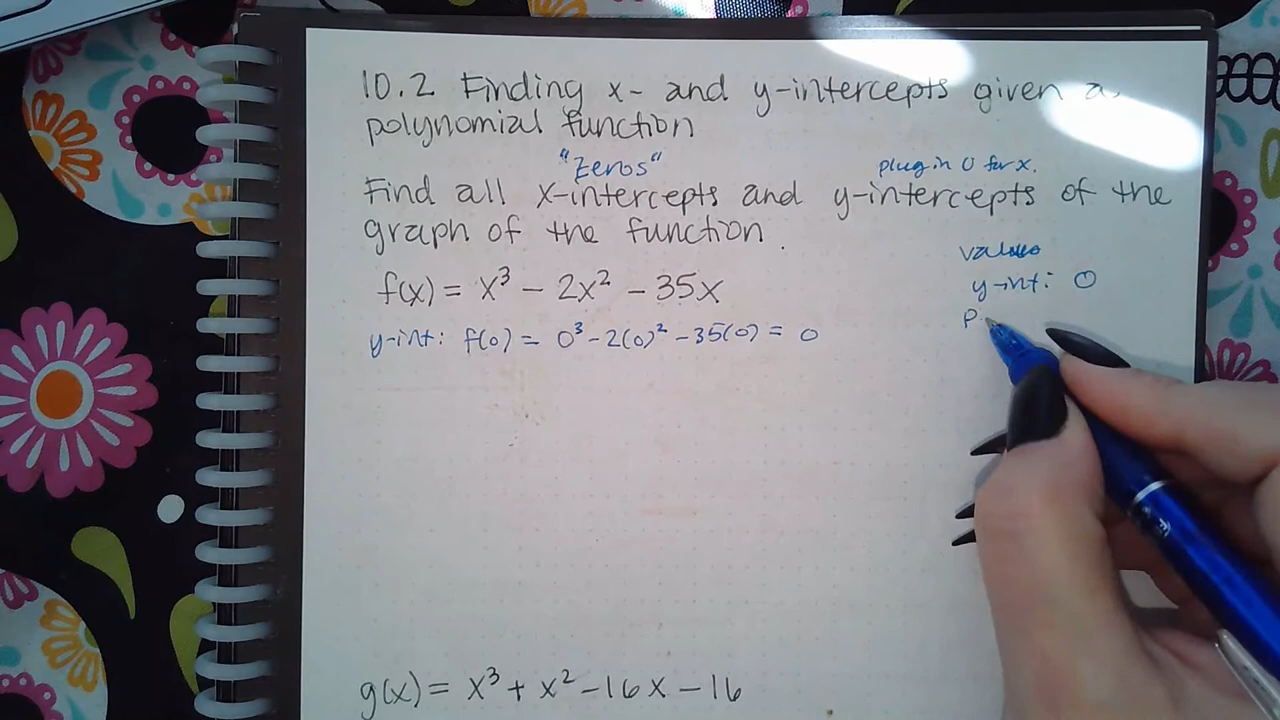 10.2 Finding x- and y-intercepts given a
polynomial function
"Zeros" plug in 0 for x.
Find all x-intercepts and y-intercepts of the
graph of the function.
values
f(x) = x³ - 2x² - 35x
y-int: 0
P
y-int: f(0) = 0³ - 2(0)² - 35(0) = 0
g(x) = x³ + x² - 16x - 16